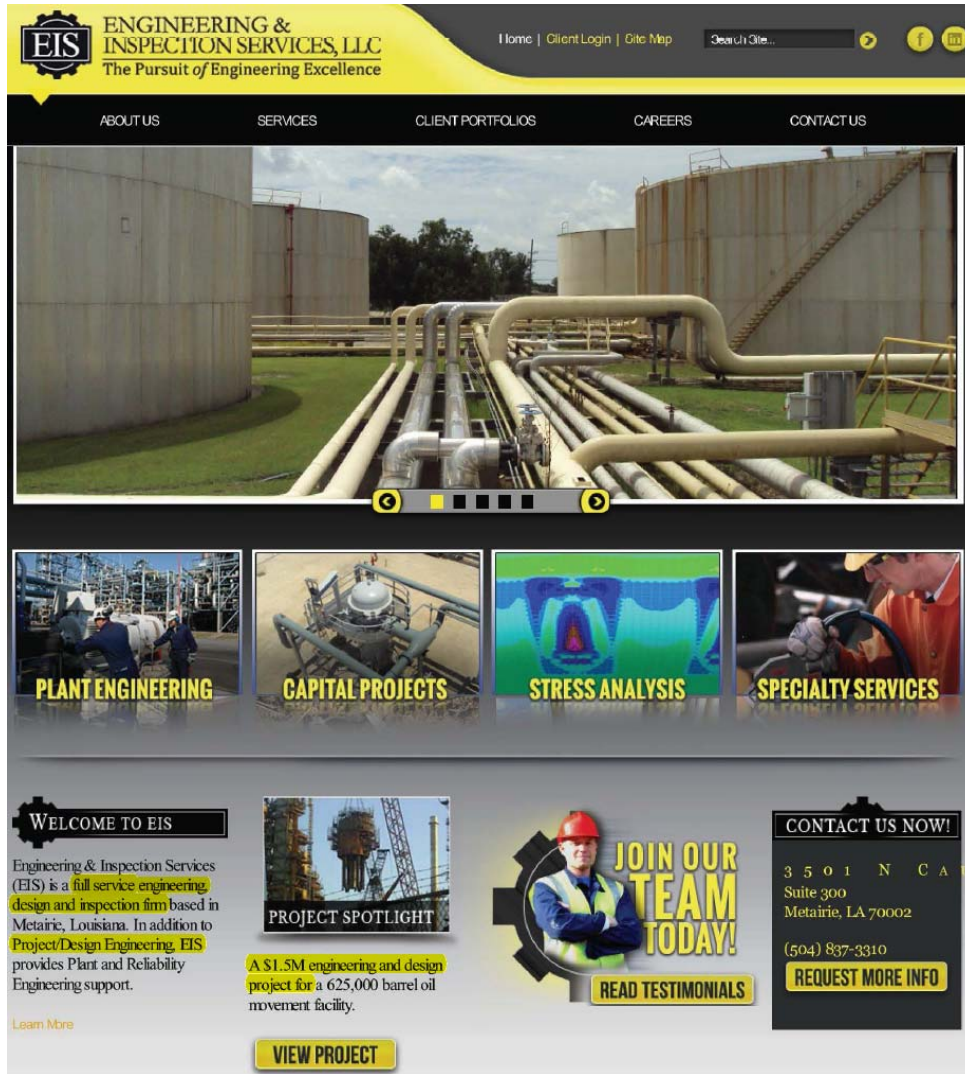 EIS
ENGINEERING &
INSPECTION SERVICES, LLC
The Pursuit of Engineering Excellence
Home | Client Login | Site Map
Search Site...
f
in
ABOUT US
SERVICES
CLIENT PORTFOLIOS
CAREERS
CONTACT US
PLANT ENGINEERING
CAPITAL PROJECTS
STRESS ANALYSIS
SPECIALTY SERVICES
WELCOME TO EIS
Engineering & Inspection Services
(EIS) is a full service engineering,
design and inspection firm based in
Metairie, Louisiana. In addition to
Project/Design Engineering, EIS
provides Plant and Reliability
Engineering support.
Learn More
PROJECT SPOTLIGHT
A $1.5M engineering and design
project for a 625,000 barrel oil
movement facility.
VIEW PROJECT
JOIN OUR
TEAM
TODAY!
READ TESTIMONIALS
CONTACT US NOW!
3501 N Ca
Suite 300
Metairie, LA 70002
(504) 837-3310
REQUEST MORE INFO